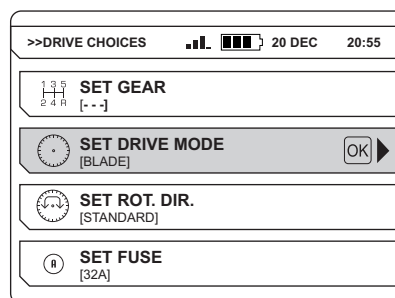 >>DRIVE CHOICES 20 DEC 20:55
1 3 5
2 4 R
SET GEAR
[- - -]
SET DRIVE MODE
[BLADE]
OK
SET ROT. DIR.
[STANDARD]
A
SET FUSE
[32A]